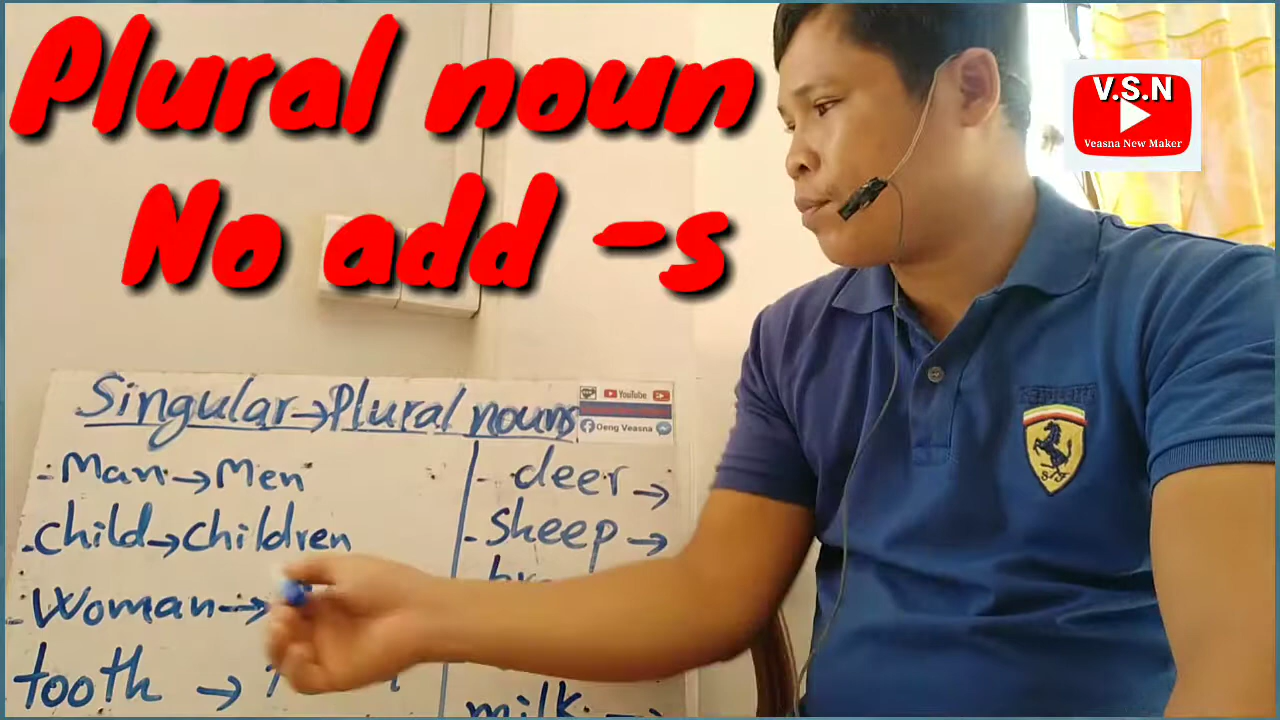 Plural noun
No add -s
V.S.N
Veasna New Maker
Singular→Plural nouns
YouTube
Oeng Veasna
- Man→Men
- child→children
- Woman→
tooth →
- deer →
- Sheep →
milk →